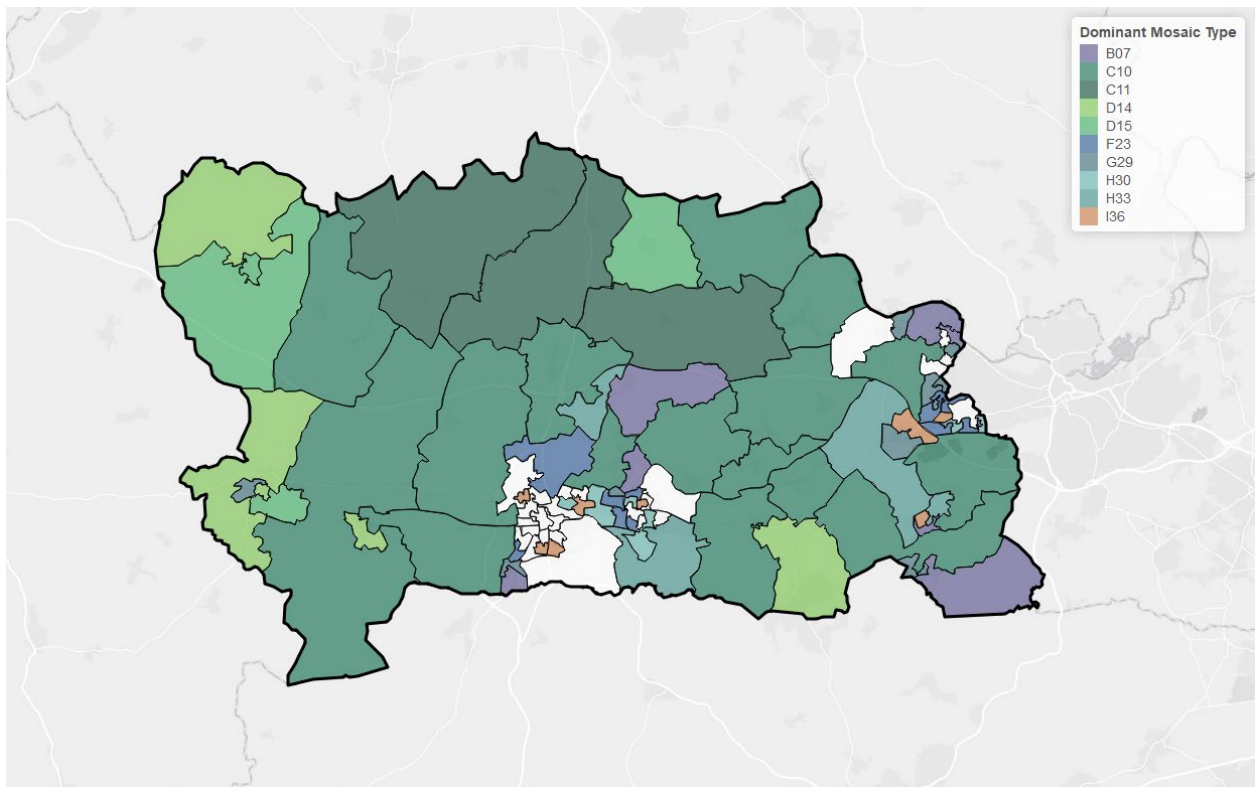 Dominant Mosaic Type
B07
C10
C11
D14
D15
F23
G29
H30
H33
I36